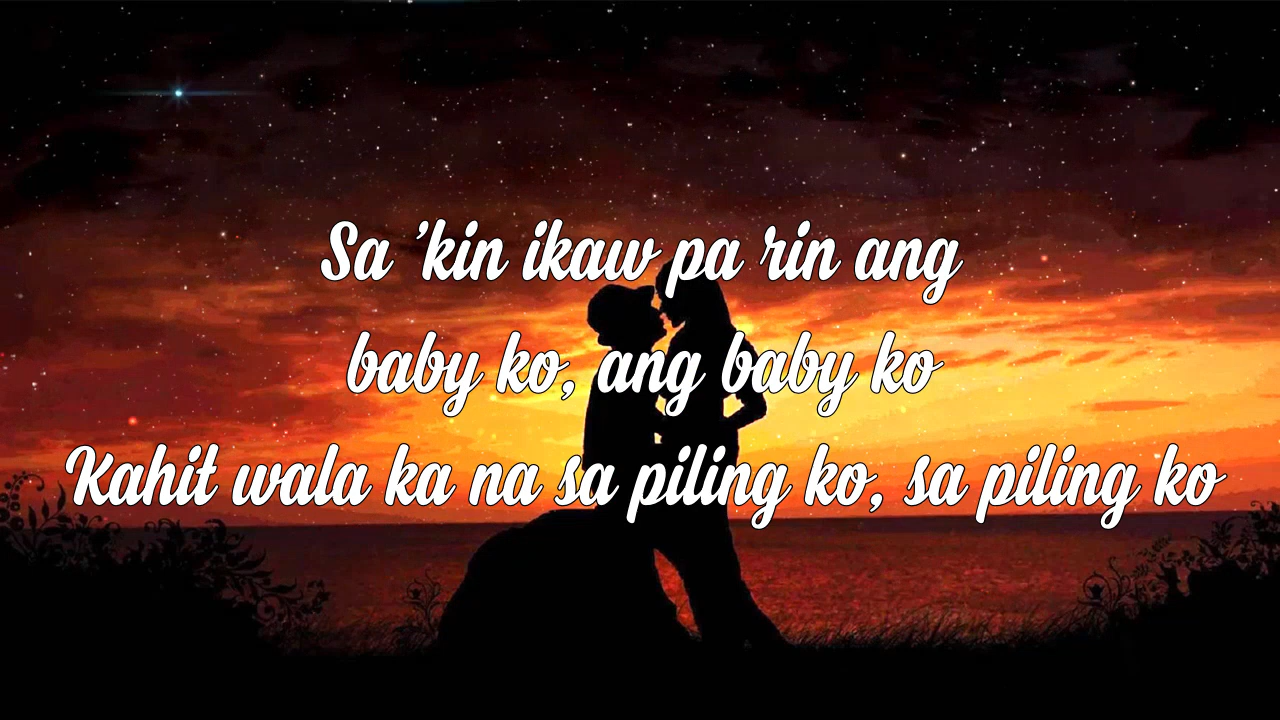 Sa 'kin ikaw pa 'rin ang
baby ko, ang baby ko
Kahit wala ka na sa piling ko, sa piling ko